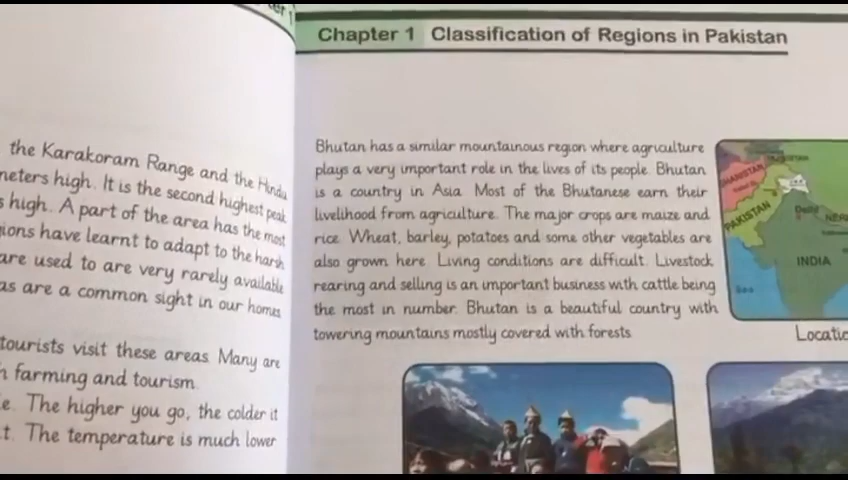 the Karakoram Range and the Hindu
meters high. It is the second highest peak
s high. A part of the area has the most
gions have learnt to adapt to the harsh
are used to are very rarely available
as are a common sight in our homes
tourists visit these areas. Many are
h farming and tourism.
e. The higher you go, the colder it
t. The temperature is much lower
Chapter 1 Classification of Regions in Pakistan
Bhutan has a similar mountainous region where agriculture
plays a very important role in the lives of its people. Bhutan
is a country in Asia. Most of the Bhutanese earn their
livelihood from agriculture. The major crops are maize and
rice. Wheat, barley, potatoes and some other vegetables are
also grown here. Living conditions are difficult. Livestock
rearing and selling is an important business with cattle being
the most in number. Bhutan is a beautiful country with
towering mountains mostly covered with forests.
PAKISTAN
Delhi
INDIA
Locatio